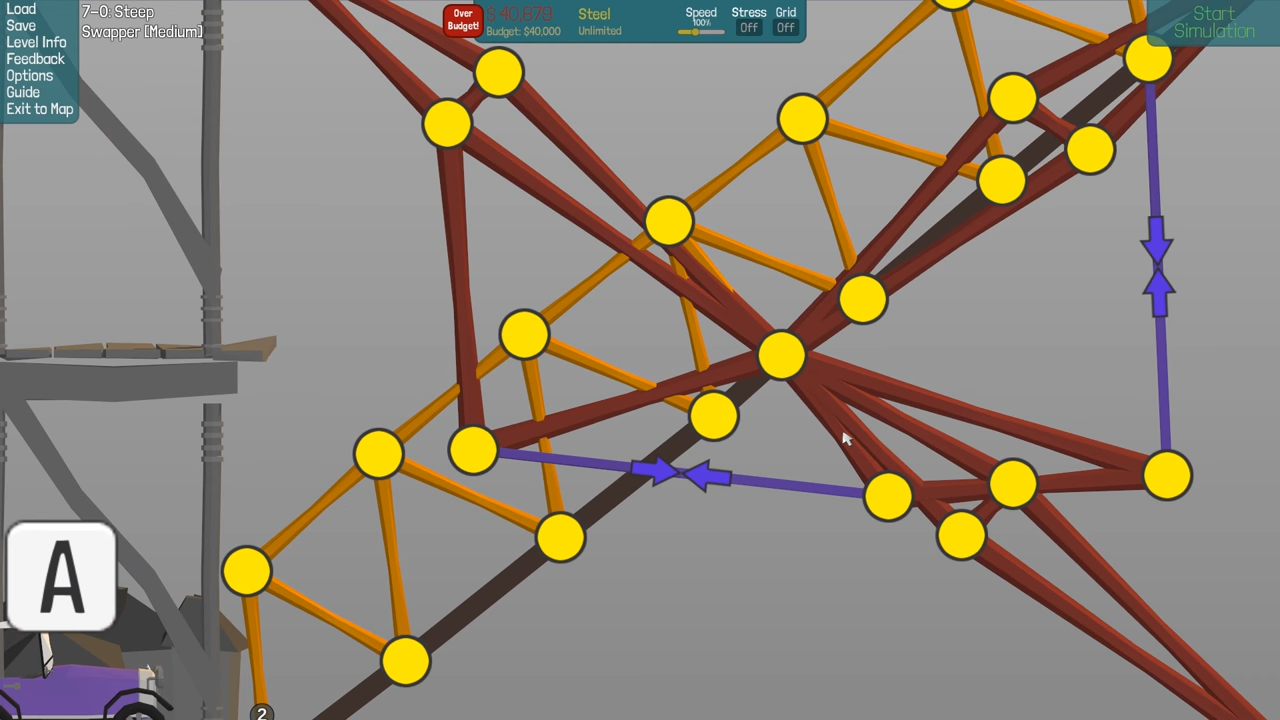 Load
Save
Level Info
Feedback
Options
Guide
Exit to Map
7-0: Steep
Swapper [Medium]
Over
Budget!
$ 40,879
Budget: $40,000
Steel
Unlimited
Speed
100%
Stress
Off
Grid
Off
Start
Simulation
A
2